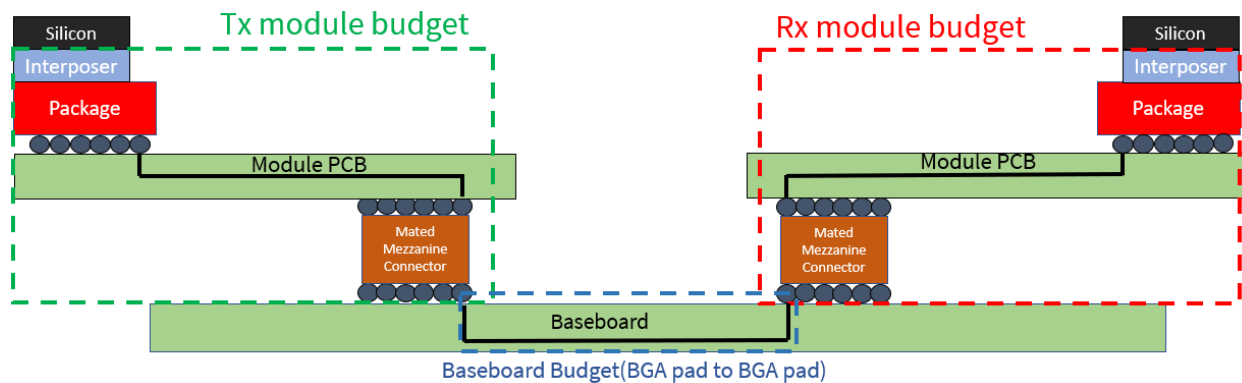 Tx module budget
Rx module budget
Silicon
Silicon
Interposer
Interposer
Package
Package
Module PCB
Module PCB
Mated
Mezzanine
Connector
Mated
Mezzanine
Connector
Baseboard
Baseboard Budget(BGA pad to BGA pad)